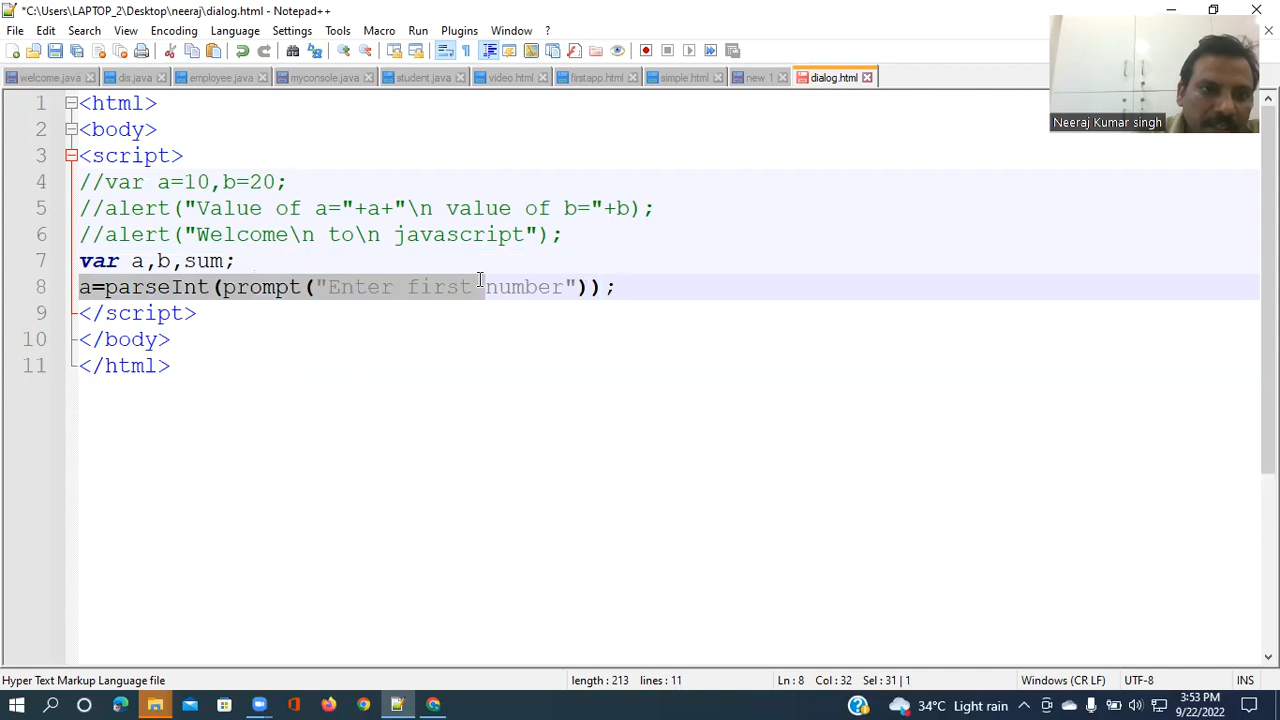 *C:\Users\LAPTOP_2\Desktop\neeraj\dialog.html - Notepad++
File Edit Search View Encoding Language Settings Tools Macro Run Plugins Window ?
welcome.java dis.java employee.java myconsole.java student.java video.html firstapp.html simple.html new 1 dialog.html
Neeraj Kumar singh
1 <html>
2 <body>
3 <script>
4 //var a=10,b=20;
5 //alert("Value of a="+a+"\n value of b="+b);
6 //alert("Welcome\n to\n javascript");
7 var a,b,sum;
8 a=parseInt(prompt("Enter first number"));
9 </script>
10 </body>
11 </html>
Hyper Text Markup Language file length : 213 lines : 11 Ln : 8 Col : 32 Sel : 31 | 1 Windows (CR LF) UTF-8 INS
34°C Light rain
3:53 PM
9/22/2022